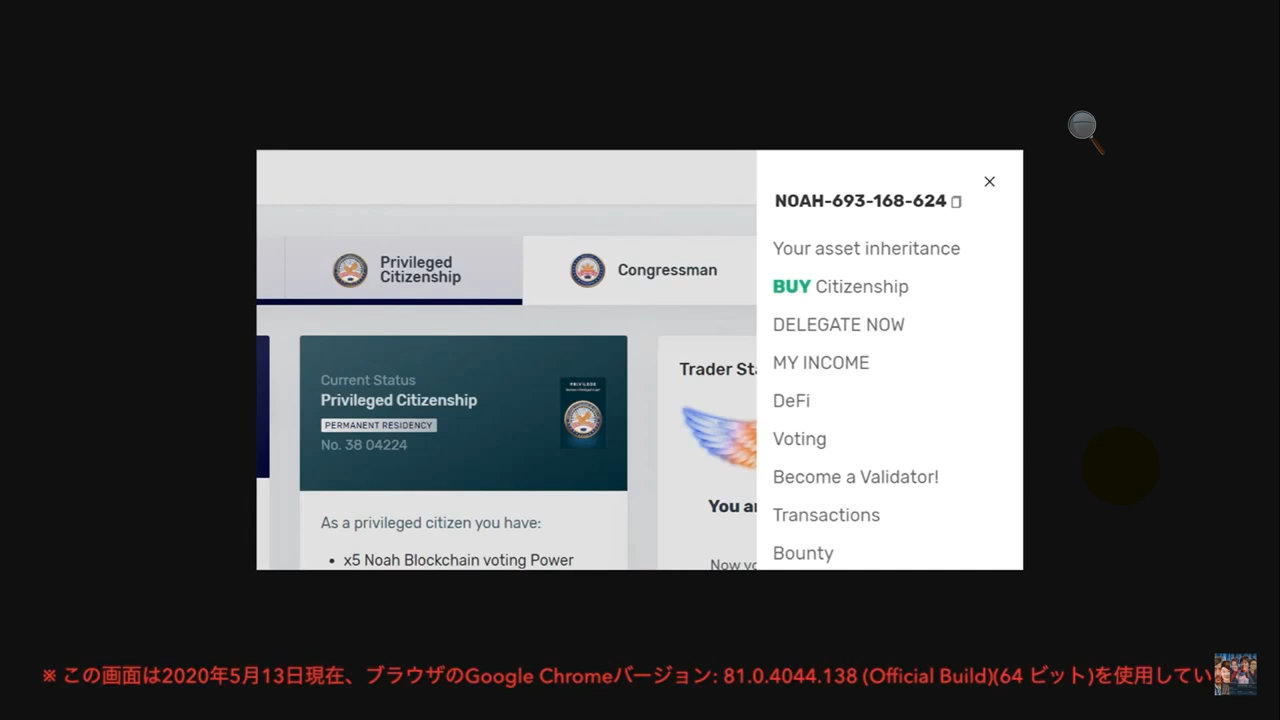 NOAH-693-168-624
Privileged
Citizenship
Congressman
Your asset inheritance
BUY Citizenship
DELEGATE NOW
MY INCOME
DeFi
Voting
Become a Validator!
Transactions
Bounty
Current Status
Privileged Citizenship
PERMANENT RESIDENCY
No. 38 04224
PRIVILEGE
As a privileged citizen you have:
• x5 Noah Blockchain voting Power
Trader Sta
You ar
Now yo
※ この画面は2020年5月13日現在、ブラウザのGoogle Chromeバージョン: 81.0.4044.138 (Official Build)(64 ビット)を使用してい